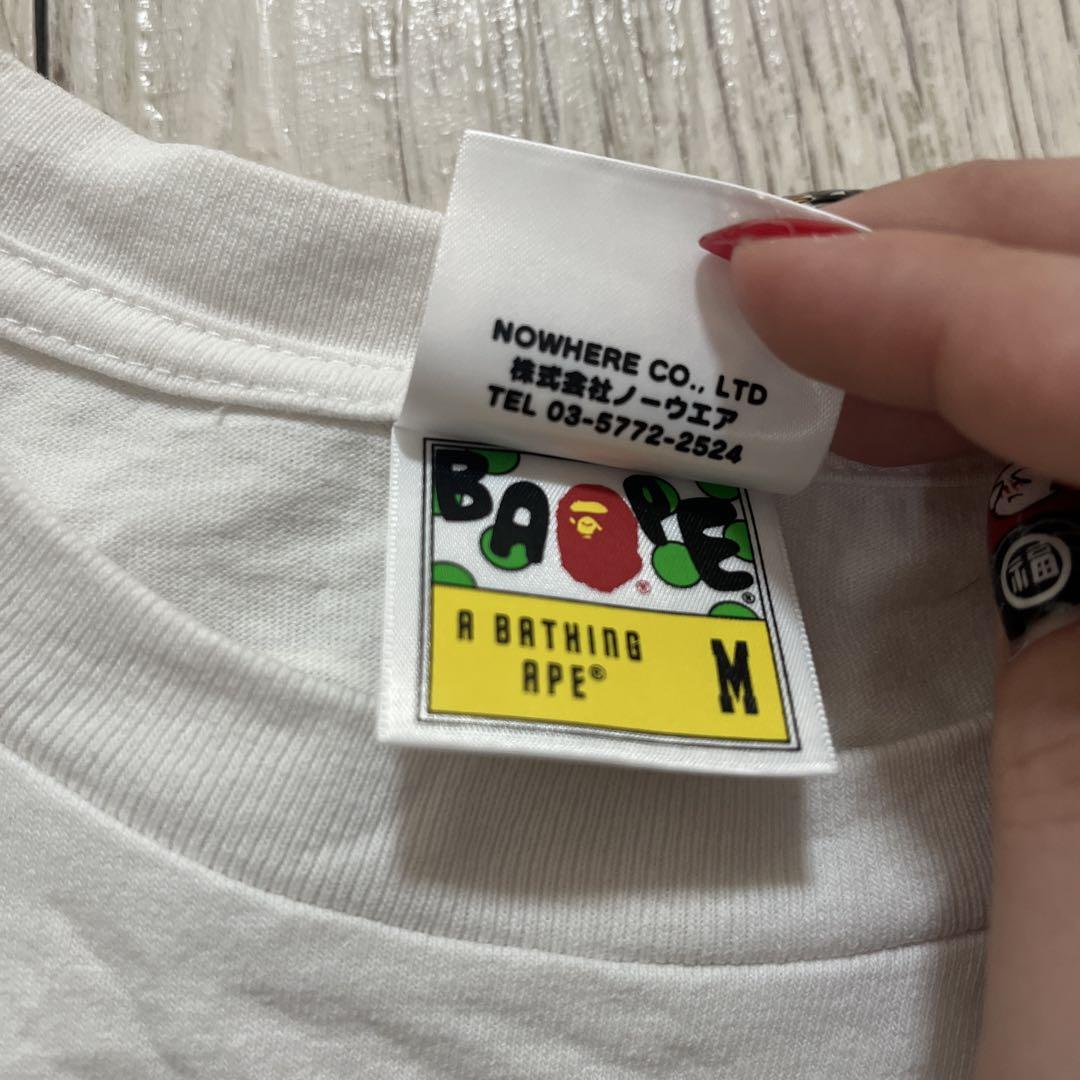 NOWHERE CO., LTD
株式会社ノーウエア
TEL 03-5772-2524
BAPE®
®
A BATHING
APE®
M
福